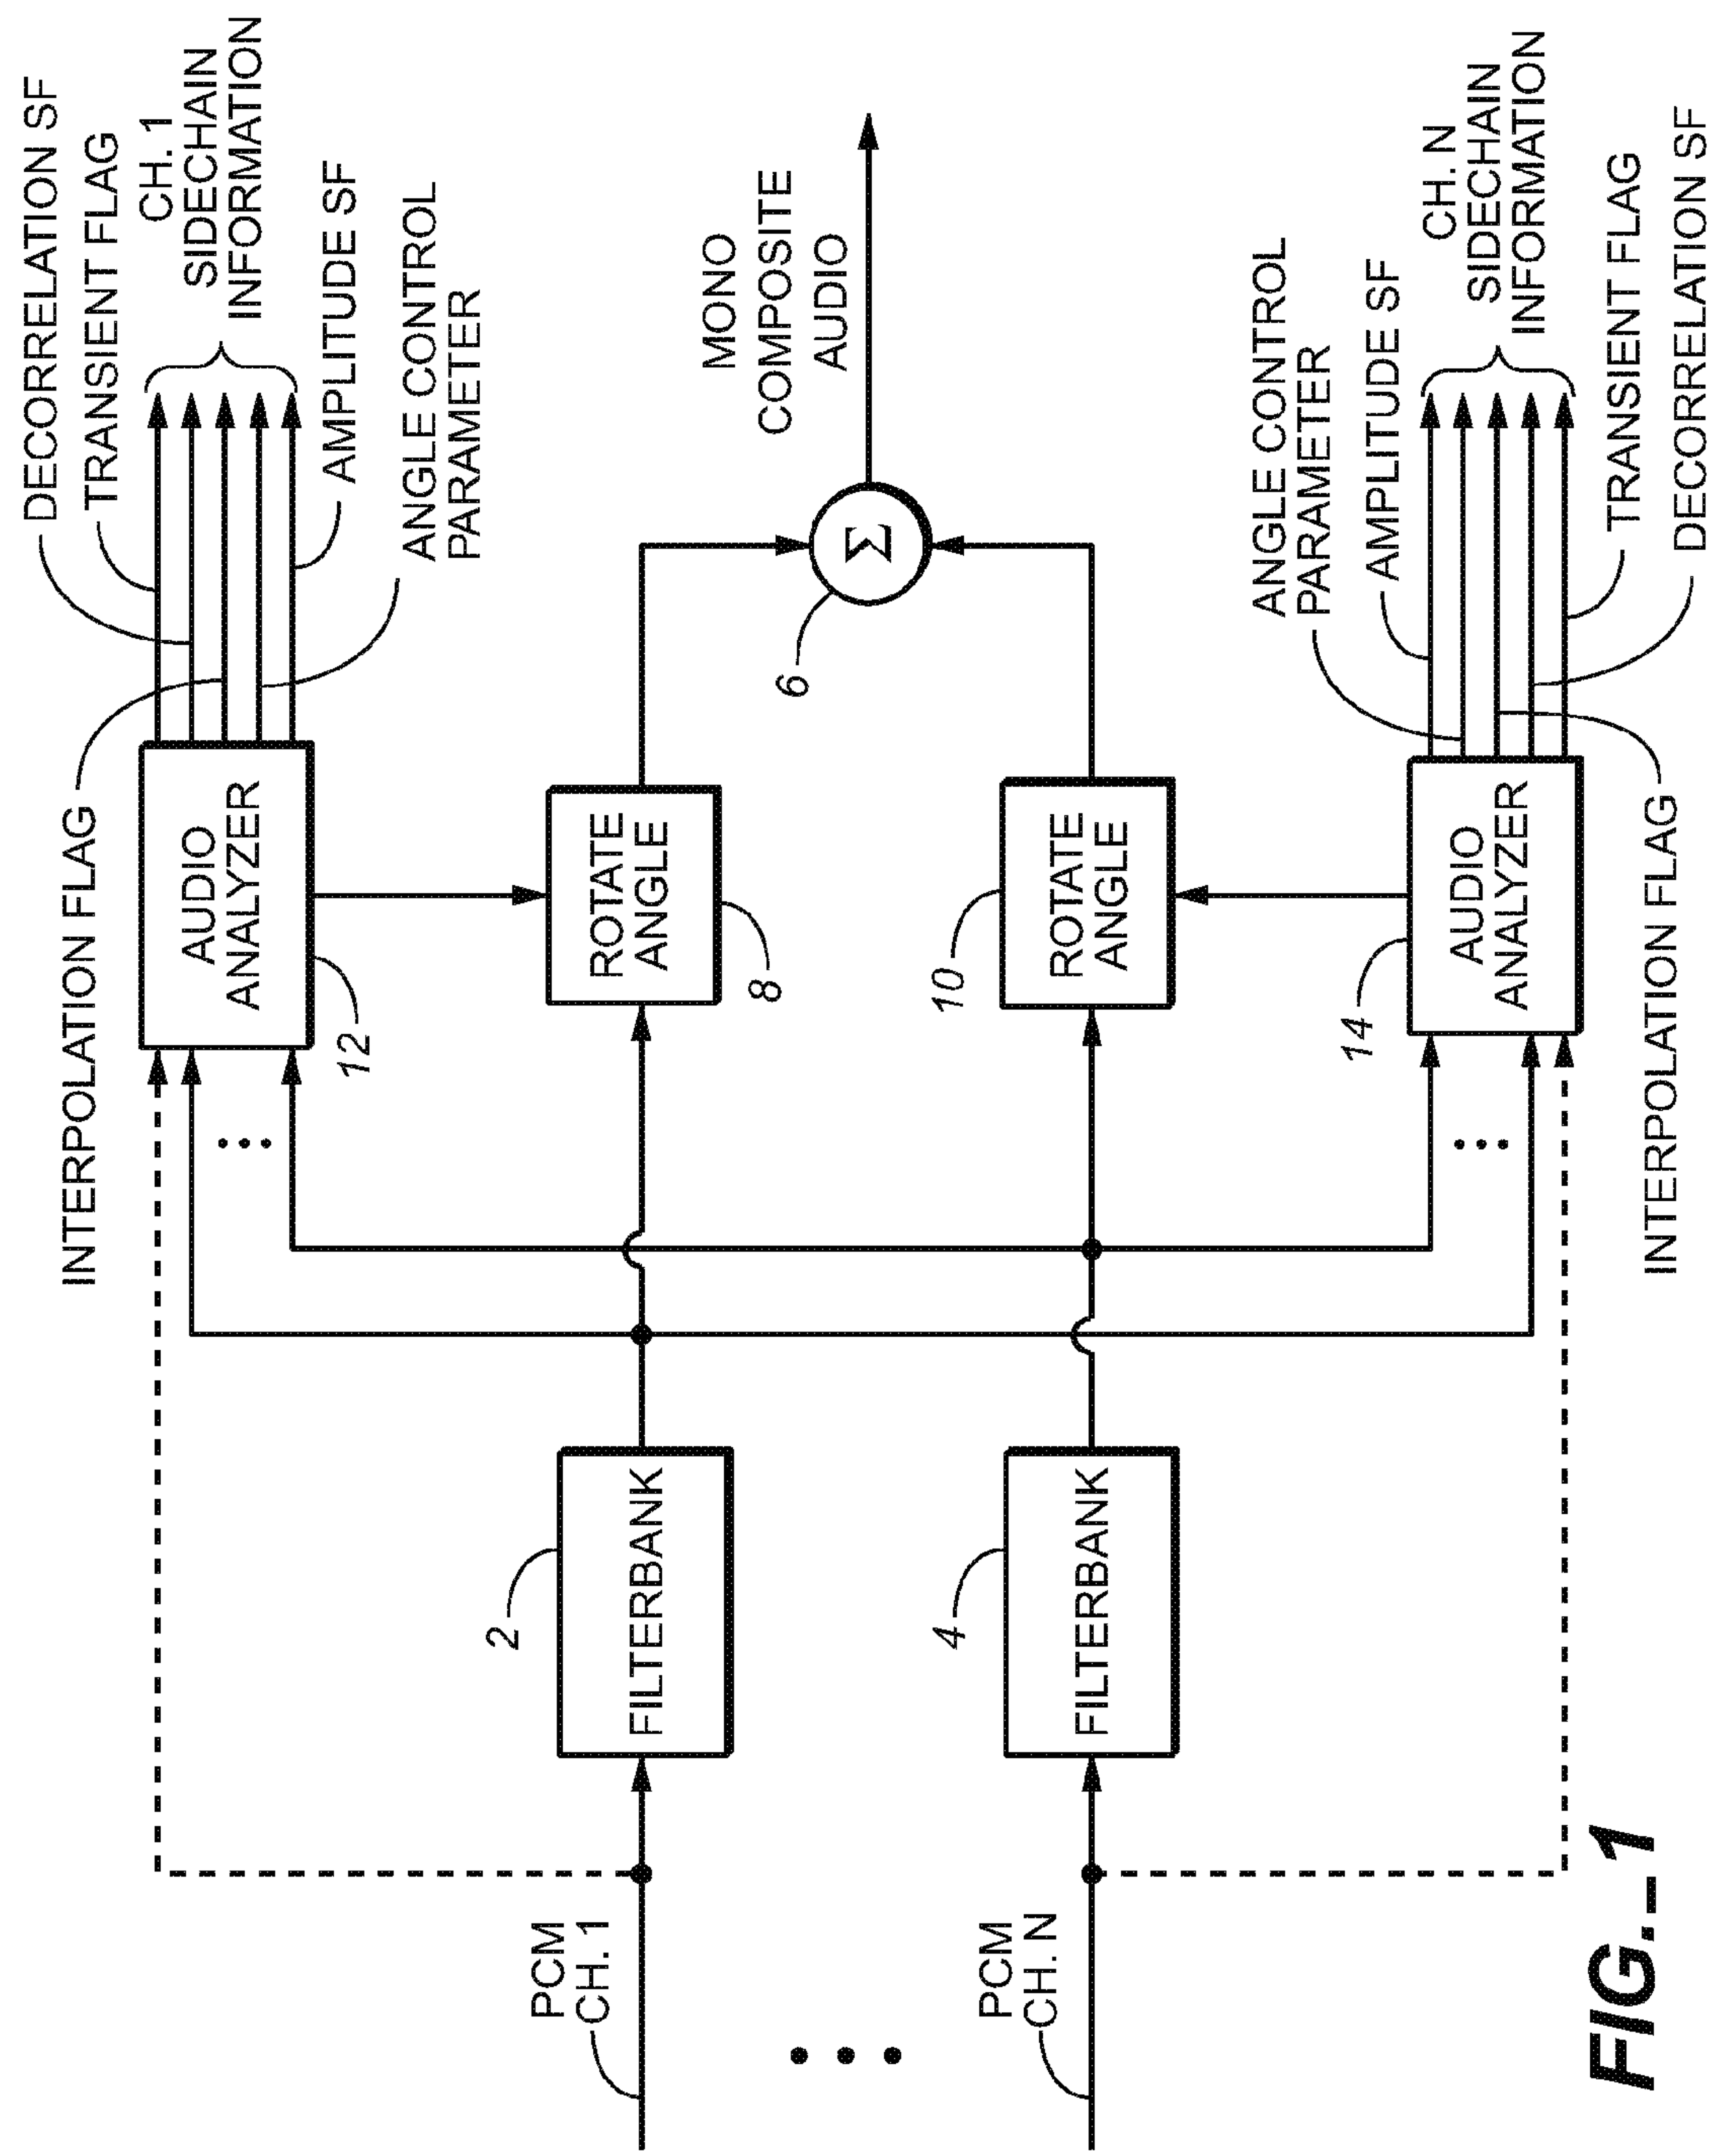 DECORRELATION SF
TRANSIENT FLAG
CH. 1
SIDECHAIN
INFORMATION
AMPLITUDE SF
ANGLE CONTROL
PARAMETER
INTERPOLATION FLAG
AUDIO
ANALYZER
12
ROTATE
ANGLE
8
MONO
COMPOSITE
AUDIO
Σ
6
2
FILTERBANK
PCM
CH. 1
PCM
CH. N
4
FILTERBANK
10
ROTATE
ANGLE
14
AUDIO
ANALYZER
ANGLE CONTROL
PARAMETER
AMPLITUDE SF
CH. N
SIDECHAIN
INFORMATION
TRANSIENT FLAG
DECORRELATION SF
INTERPOLATION FLAG
FIG._1